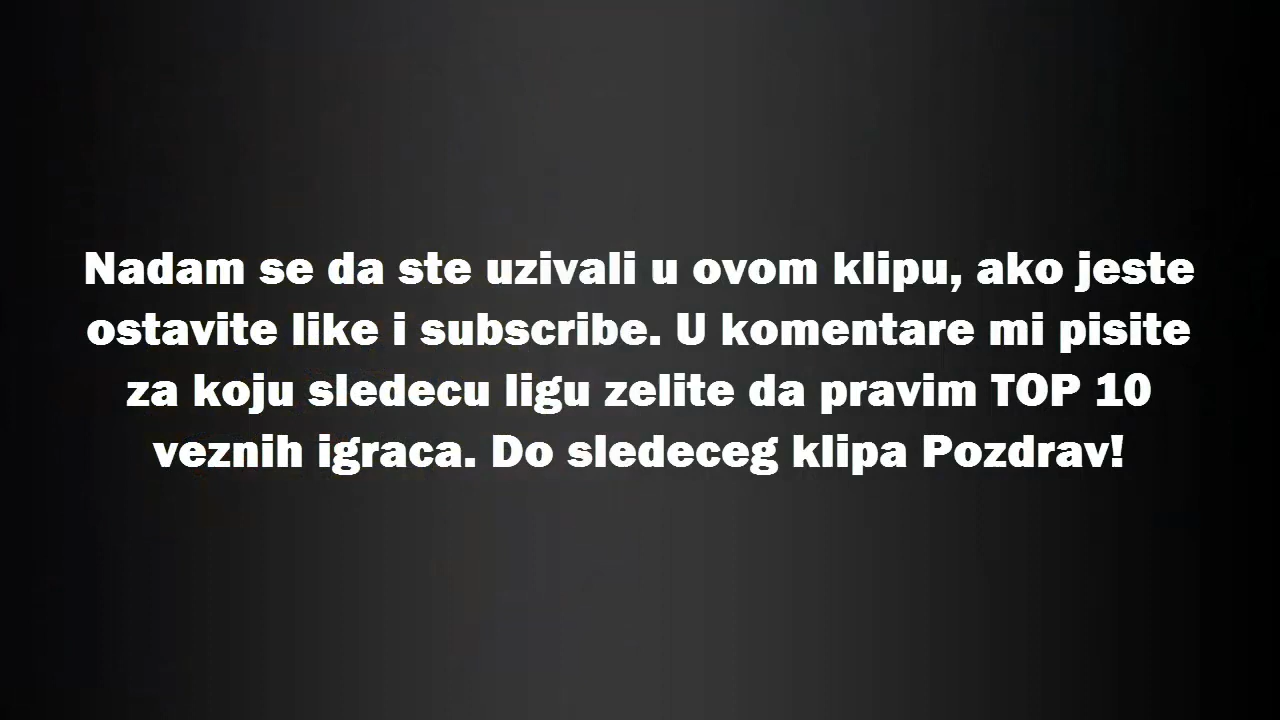 Nadam se da ste uzivali u ovom klipu, ako jeste
ostavite like i subscribe. U komentare mi pisite
za koju sledecu ligu zelite da pravim TOP 10
veznih igraca. Do sledeceg klipa Pozdrav!